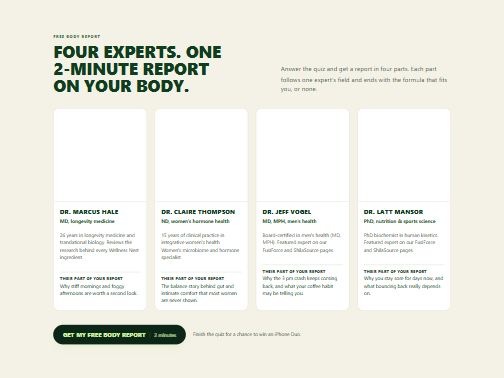 FREE BODY REPORT
FOUR EXPERTS. ONE
2-MINUTE REPORT
ON YOUR BODY.
Answer the quiz and get a report in four parts. Each part
follows one expert's field and ends with the formula that fits
you, or none.
DR. MARCUS HALE
MD, longevity medicine
26 years in longevity medicine and
translational biology. Reviews the
research behind every Wellness Nest
ingredient.
THEIR PART OF YOUR REPORT
Why stiff mornings and foggy
afternoons are worth a second look.
DR. CLAIRE THOMPSON
ND, women's hormone health
15 years of clinical practice in
integrative women's health.
Women's microbiome and hormone
specialist.
THEIR PART OF YOUR REPORT
The balance story behind gut and
intimate comfort that most women
are never shown.
DR. JEFF VOGEL
MD, MPH, men's health
Board-certified in men's health (MD,
MPH). Featured expert on our
FuelForce and ShilaSource pages.
THEIR PART OF YOUR REPORT
Why the 3 pm crash keeps coming
back, and what your coffee habit
may be telling you.
DR. LATT MANSOR
PhD, nutrition & sports science
PhD biochemist in human kinetics.
Featured expert on our FuelForce
and ShilaSource pages.
THEIR PART OF YOUR REPORT
Why you stay sore for days now, and
what bouncing back really depends
on.
GET MY FREE BODY REPORT 2 minutes
Finish the quiz for a chance to win an iPhone Duo.